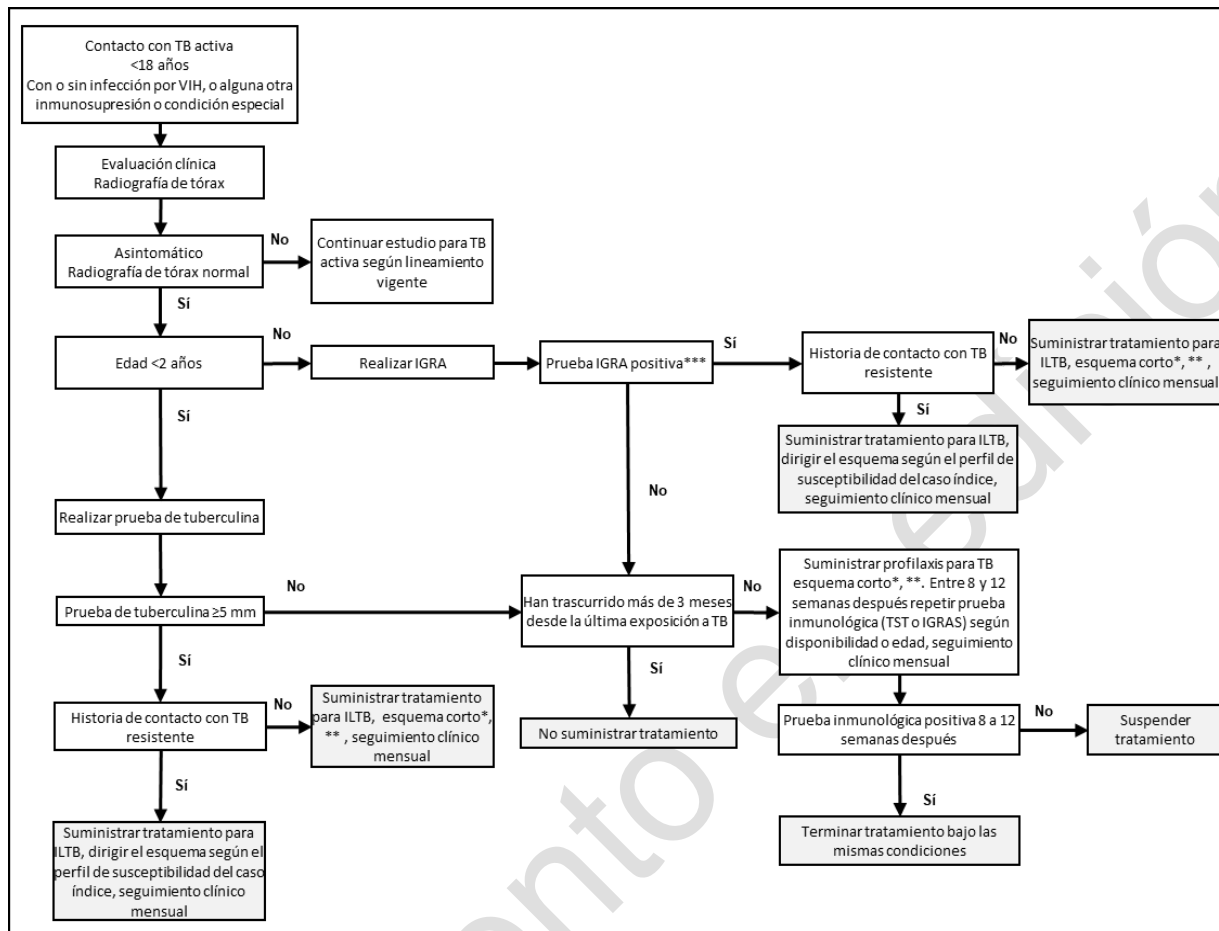 Contacto con TB activa
<18 años
Con o sin infección por VIH, o alguna otra
inmunosupresión o condición especial
Evaluación clínica
Radiografía de tórax
Asintomático
Radiografía de tórax normal
No
Continuar estudio para TB
activa según lineamiento
vigente
Sí
Edad <2 años
No
Realizar IGRA
Prueba IGRA positiva***
Sí
Historia de contacto con TB
resistente
No
Suministrar tratamiento para
ILTB, esquema corto*, ** ,
seguimiento clínico mensual
Sí
Suministrar tratamiento para ILTB,
dirigir el esquema según el perfil de
susceptibilidad del caso índice,
seguimiento clínico mensual
No
Sí
Realizar prueba de tuberculina
Prueba de tuberculina ≥5 mm
No
Han trascurrido más de 3 meses
desde la última exposición a TB
No
Suministrar profilaxis para TB
esquema corto*, **. Entre 8 y 12
semanas después repetir prueba
inmunológica (TST o IGRAS) según
disponibilidad o edad, seguimiento
clínico mensual
Sí
No suministrar tratamiento
Sí
Historia de contacto con TB
resistente
No
Suministrar tratamiento
para ILTB, esquema corto*,
** , seguimiento clínico
mensual
Prueba inmunológica positiva 8 a 12
semanas después
No
Suspender
tratamiento
Sí
Terminar tratamiento bajo las
mismas condiciones
Sí
Suministrar tratamiento para
ILTB, dirigir el esquema según el
perfil de susceptibilidad del caso
índice, seguimiento clínico
mensual
ento e edición